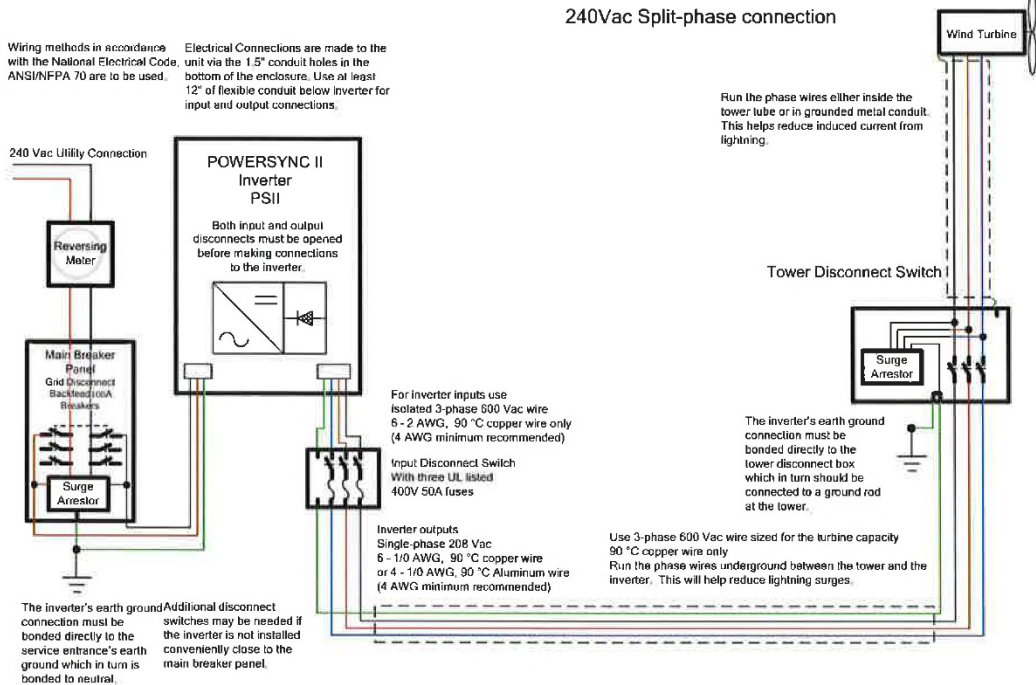 240Vac Split-phase connection
Wind Turbine
Wiring methods in accordance
with the National Electrical Code,
ANSI/NFPA 70 are to be used.
Electrical Connections are made to the
unit via the 1.5" conduit holes in the
bottom of the enclosure. Use at least
12" of flexible conduit below inverter for
input and output connections.
Run the phase wires either inside the
tower tube or in grounded metal conduit.
This helps reduce induced current from
lightning.
240 Vac Utility Connection
POWERSYNC II
Inverter
PSII
Both input and output
disconnects must be opened
before making connections
to the inverter.
Reversing
Meter
Tower Disconnect Switch
Surge
Arrestor
Main Breaker
Panel
Grid Disconnect
Backfeed
Breakers
Surge
Arrestor
For inverter inputs use
isolated 3-phase 600 Vac wire
6 - 2 AWG, 90 °C copper wire only
(4 AWG minimum recommended)
Input Disconnect Switch
With three UL listed
400V 50A fuses
The inverter's earth ground
connection must be
bonded directly to the
tower disconnect box
which in turn should be
connected to a ground rod
at the tower.
Inverter outputs
Single-phase 208 Vac
6 - 1/0 AWG, 90 °C copper wire
or 4 - 1/0 AWG, 90 °C Aluminum wire
(4 AWG minimum recommended)
Use 3-phase 600 Vac wire sized for the turbine capacity
90 °C copper wire only
Run the phase wires underground between the tower and the
inverter. This will help reduce lightning surges.
The inverter's earth ground
connection must be
bonded directly to the
service entrance's earth
ground which in turn is
bonded to neutral.
Additional disconnect
switches may be needed if
the inverter is not installed
conveniently close to the
main breaker panel.